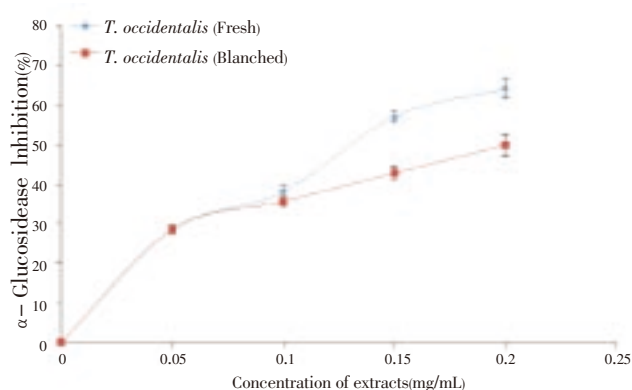 80
T. occidentalis (Fresh)
70
T. occidentalis (Blanched)
60
50
40
30
20
10
0
α- Glucosidease Inhibition(%)
0 0.05 0.1 0.15 0.2 0.25
Concentration of extracts(mg/mL)